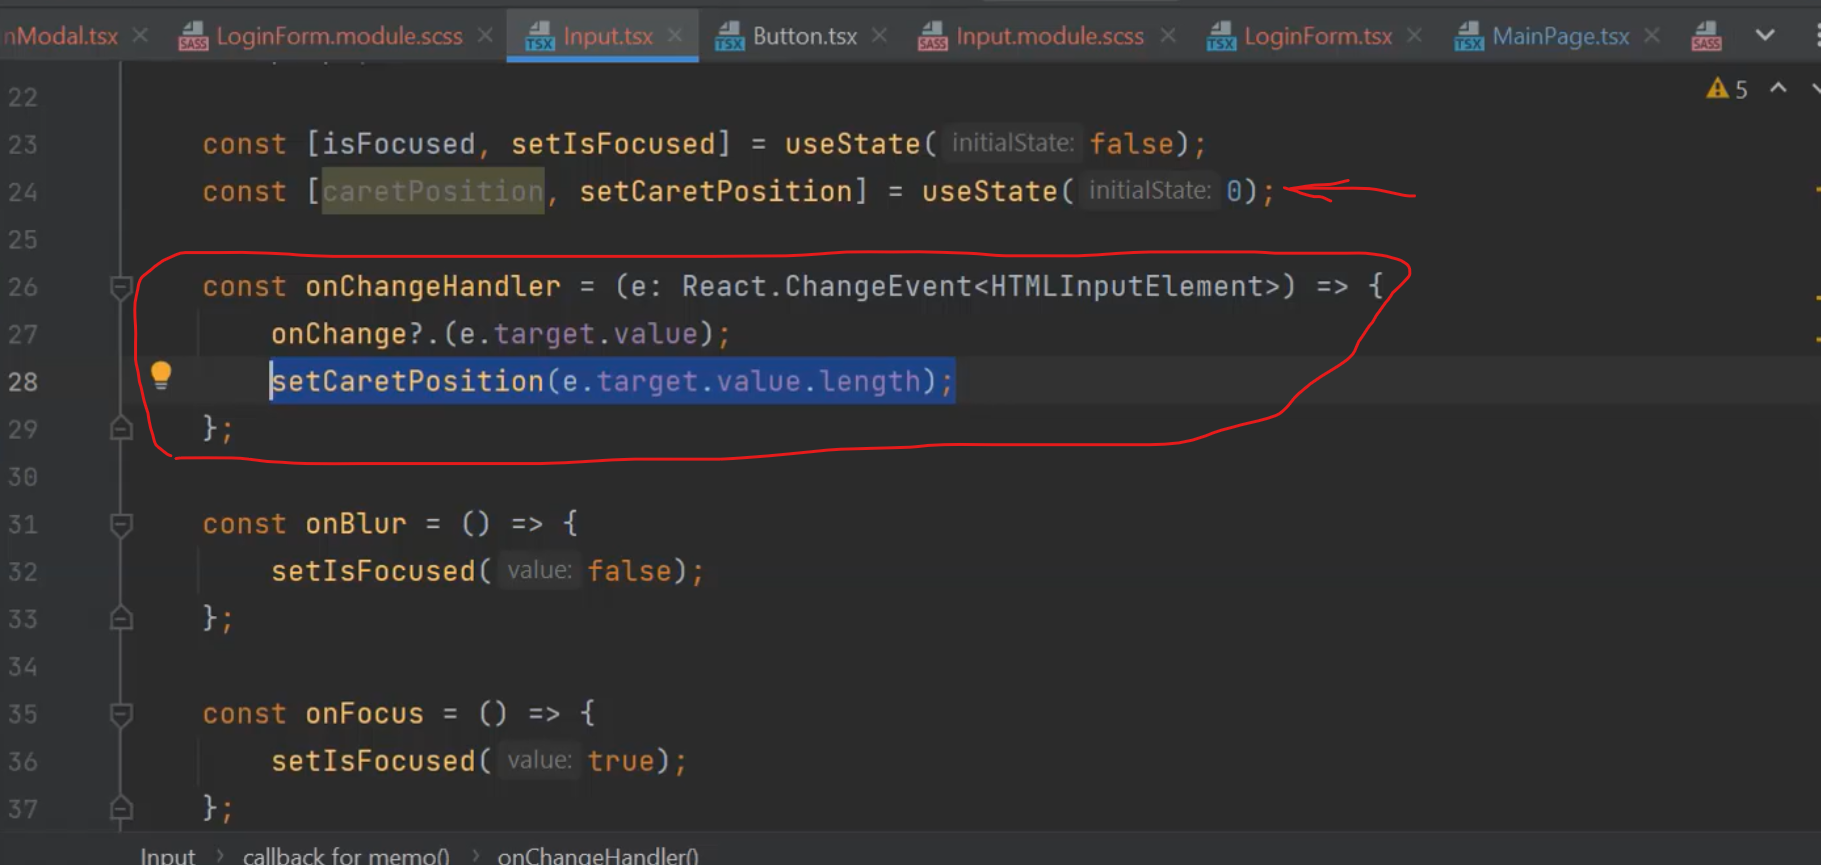 nModal.tsx LoginForm.module.scss Input.tsx Button.tsx Input.module.scss LoginForm.tsx MainPage.tsx
22 5
23 const [isFocused, setIsFocused] = useState( initialState: false);
24 const [caretPosition, setCaretPosition] = useState( initialState: 0);
25
26 const onChangeHandler = (e: React.ChangeEvent<HTMLInputElement>) => {
27 onChange?.(e.target.value);
28 setCaretPosition(e.target.value.length);
29 };
30
31 const onBlur = () => {
32 setIsFocused( value: false);
33 };
34
35 const onFocus = () => {
36 setIsFocused( value: true);
37 };
Input > callback for memo() > onChangeHandler()